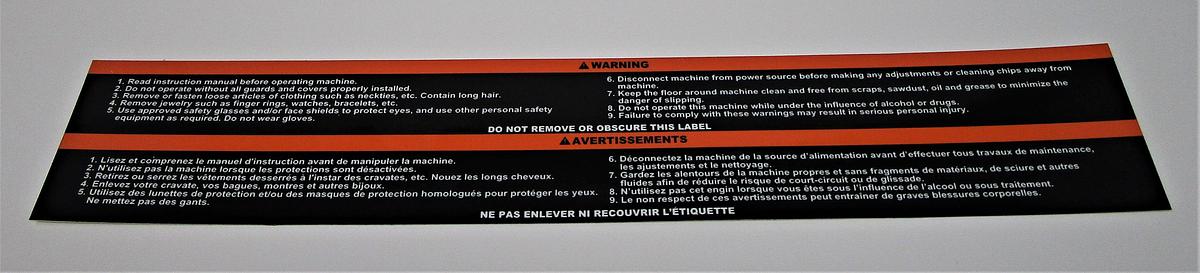 ⚠WARNING
1. Read instruction manual before operating machine.
2. Do not operate without all guards and covers properly installed.
3. Remove or fasten loose articles of clothing such as neckties, etc. Contain long hair.
4. Remove jewelry such as finger rings, watches, bracelets, etc.
5. Use approved safety glasses and/or face shields to protect eyes, and use other personal safety
equipment as required. Do not wear gloves.
6. Disconnect machine from power source before making any adjustments or cleaning chips away from
machine.
7. Keep the floor around machine clean and free from scraps, sawdust, oil and grease to minimize the
danger of slipping.
8. Do not operate this machine while under the influence of alcohol or drugs.
9. Failure to comply with these warnings may result in serious personal injury.
DO NOT REMOVE OR OBSCURE THIS LABEL
⚠AVERTISSEMENTS
1. Lisez et comprenez le manuel d'instruction avant de manipuler la machine.
2. N'utilisez pas la machine lorsque les protections sont désactivées.
3. Retirez ou serrez les vêtements desserrés à l'instar des cravates, etc. Nouez les longs cheveux.
4. Enlevez votre cravate, vos bagues, montres et autres bijoux.
5. Utilisez des lunettes de protection et/ou des masques de protection homologués pour protéger les yeux.
Ne mettez pas des gants.
6. Déconnectez la machine de la source d'alimentation avant d'effectuer tous travaux de maintenance,
les ajustements et le nettoyage.
7. Gardez les alentours de la machine propres et sans fragments de matériaux, de sciure et autres
fluides afin de réduire le risque de court-circuit ou de glissade.
8. N'utilisez pas cet engin lorsque vous êtes sous l'influence de l'alcool ou sous traitement.
9. Le non respect de ces avertissements peut entraîner de graves blessures corporelles.
NE PAS ENLEVER NI RECOUVRIR L'ÉTIQUETTE